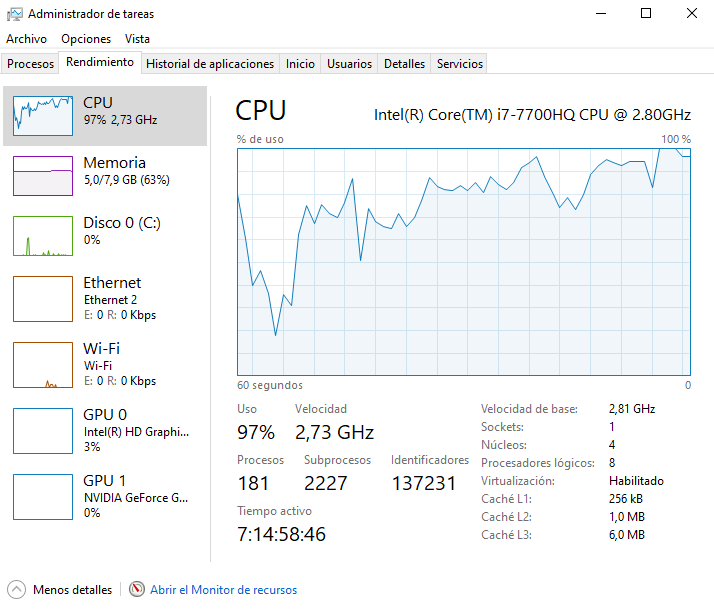 Administrador de tareas
Archivo Opciones Vista
Procesos Rendimiento Historial de aplicaciones Inicio Usuarios Detalles Servicios
CPU
97% 2,73 GHz
Memoria
5,0/7,9 GB (63%)
Disco 0 (C:)
0%
Ethernet
Ethernet 2
E: 0 R: 0 Kbps
Wi-Fi
Wi-Fi
E: 0 R: 0 Kbps
GPU 0
Intel(R) HD Graphi...
3%
GPU 1
NVIDIA GeForce G...
0%
CPU Intel(R) Core(TM) i7-7700HQ CPU @ 2.80GHz
% de uso 100 %
60 segundos 0
Uso Velocidad
97% 2,73 GHz
Procesos Subprocesos Identificadores
181 2227 137231
Tiempo activo
7:14:58:46
Velocidad de base: 2,81 GHz
Sockets: 1
Núcleos: 4
Procesadores lógicos: 8
Virtualización: Habilitado
Caché L1: 256 kB
Caché L2: 1,0 MB
Caché L3: 6,0 MB
Menos detalles Abrir el Monitor de recursos